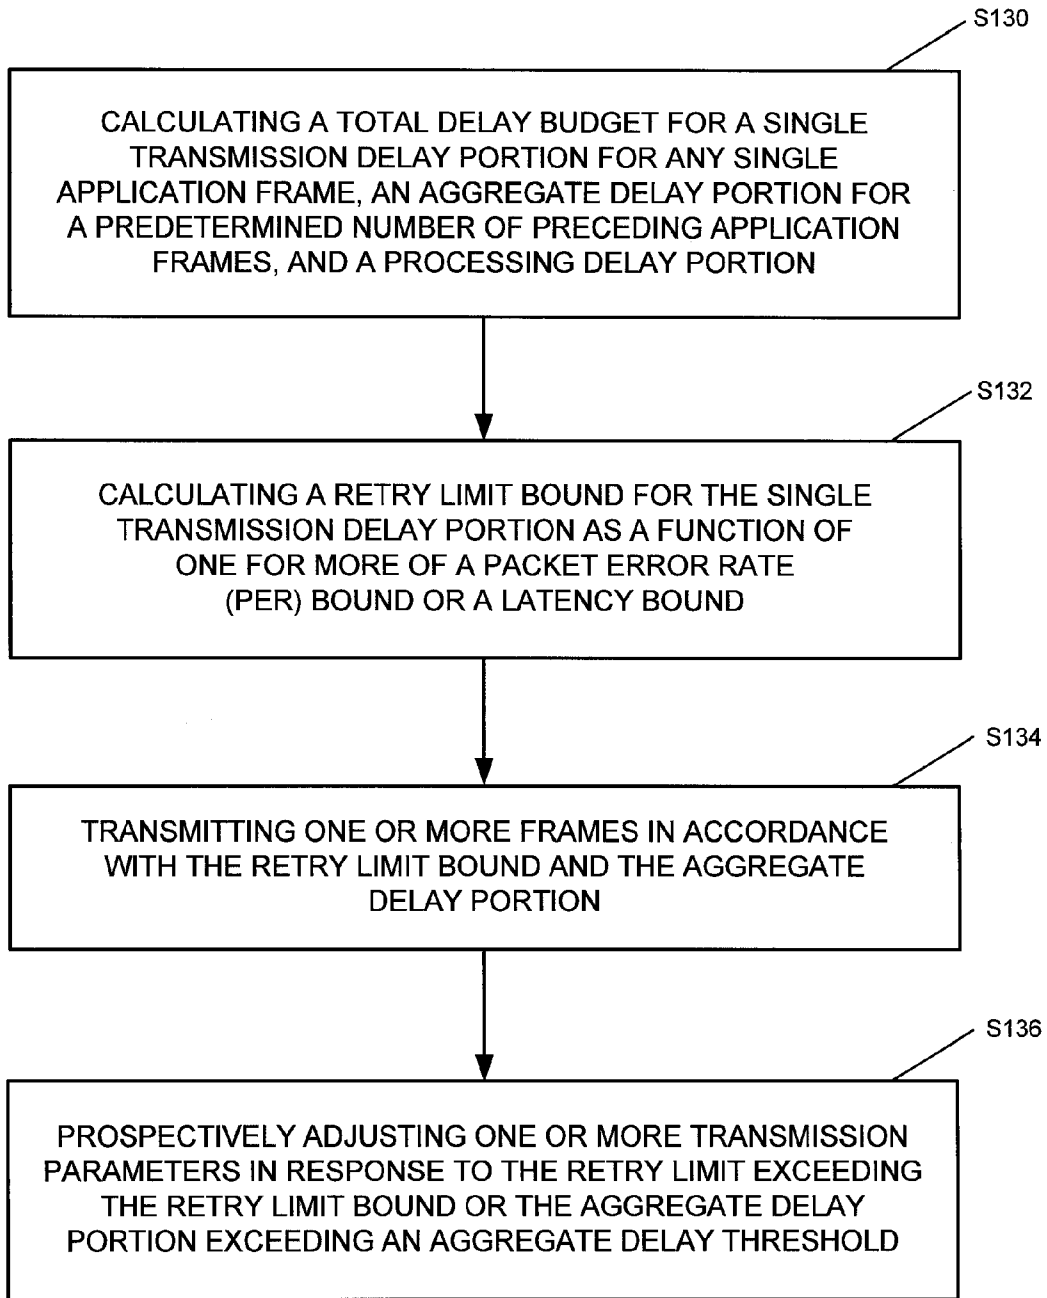 S130
CALCULATING A TOTAL DELAY BUDGET FOR A SINGLE
TRANSMISSION DELAY PORTION FOR ANY SINGLE
APPLICATION FRAME, AN AGGREGATE DELAY PORTION FOR
A PREDETERMINED NUMBER OF PRECEDING APPLICATION
FRAMES, AND A PROCESSING DELAY PORTION
S132
CALCULATING A RETRY LIMIT BOUND FOR THE SINGLE
TRANSMISSION DELAY PORTION AS A FUNCTION OF
ONE FOR MORE OF A PACKET ERROR RATE
(PER) BOUND OR A LATENCY BOUND
S134
TRANSMITTING ONE OR MORE FRAMES IN ACCORDANCE
WITH THE RETRY LIMIT BOUND AND THE AGGREGATE
DELAY PORTION
S136
PROSPECTIVELY ADJUSTING ONE OR MORE TRANSMISSION
PARAMETERS IN RESPONSE TO THE RETRY LIMIT EXCEEDING
THE RETRY LIMIT BOUND OR THE AGGREGATE DELAY
PORTION EXCEEDING AN AGGREGATE DELAY THRESHOLD